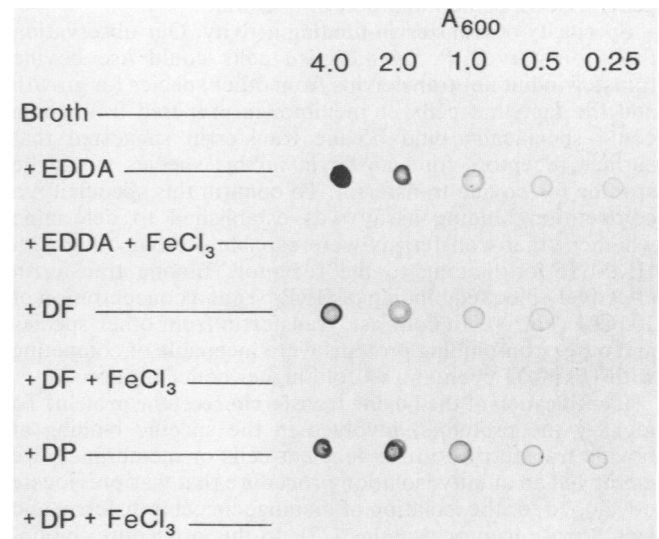 A600
4.0 2.0 1.0 0.5 0.25
Broth
+EDDA
+EDDA + FeCl3
+DF
+DF + FeCl3
+DP
+DP + FeCl3